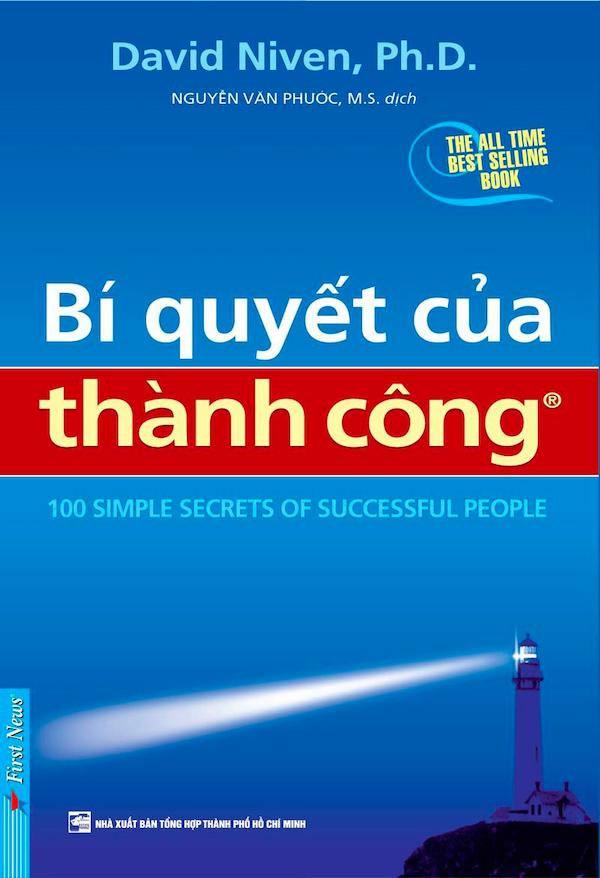 David Niven, Ph.D.
NGUYỄN VĂN PHƯỚC, M.S. dịch
THE ALL TIME
BEST SELLING
BOOK
Bí quyết của
thành công®
100 SIMPLE SECRETS OF SUCCESSFUL PEOPLE
First News
NHÀ XUẤT BẢN TỔNG HỢP THÀNH PHỐ HỒ CHÍ MINH